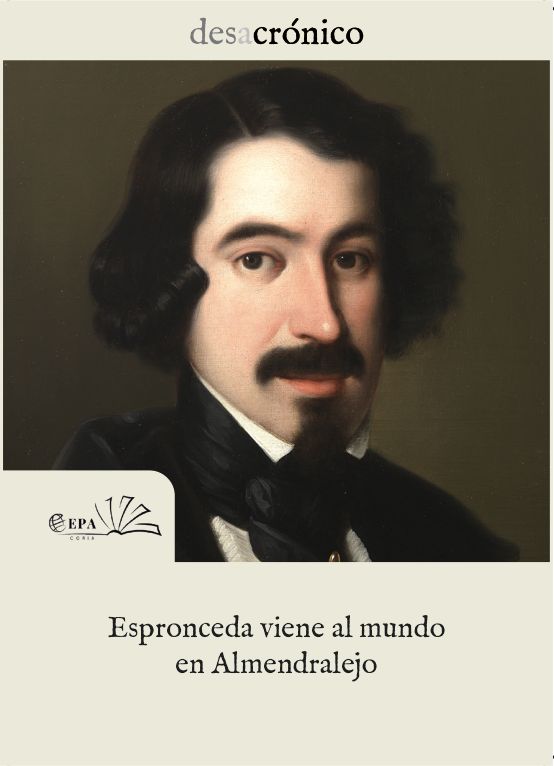 desacrónico
EPA
CORIA
Espronceda viene al mundo
en Almendralejo